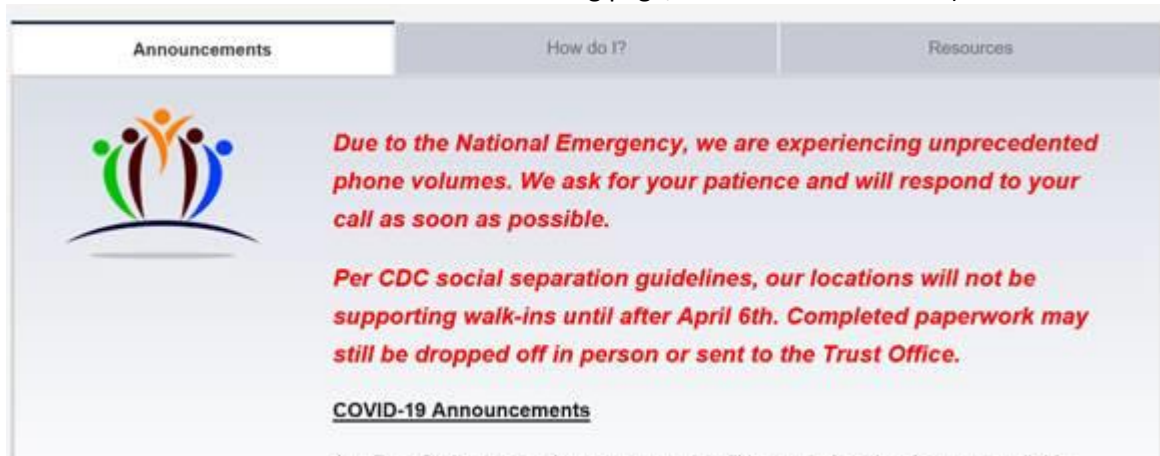 Announcements
How do I?
Resources
Due to the National Emergency, we are experiencing unprecedented
phone volumes. We ask for your patience and will respond to your
call as soon as possible.
Per CDC social separation guidelines, our locations will not be
supporting walk-ins until after April 6th. Completed paperwork may
still be dropped off in person or sent to the Trust Office.
COVID-19 Announcements